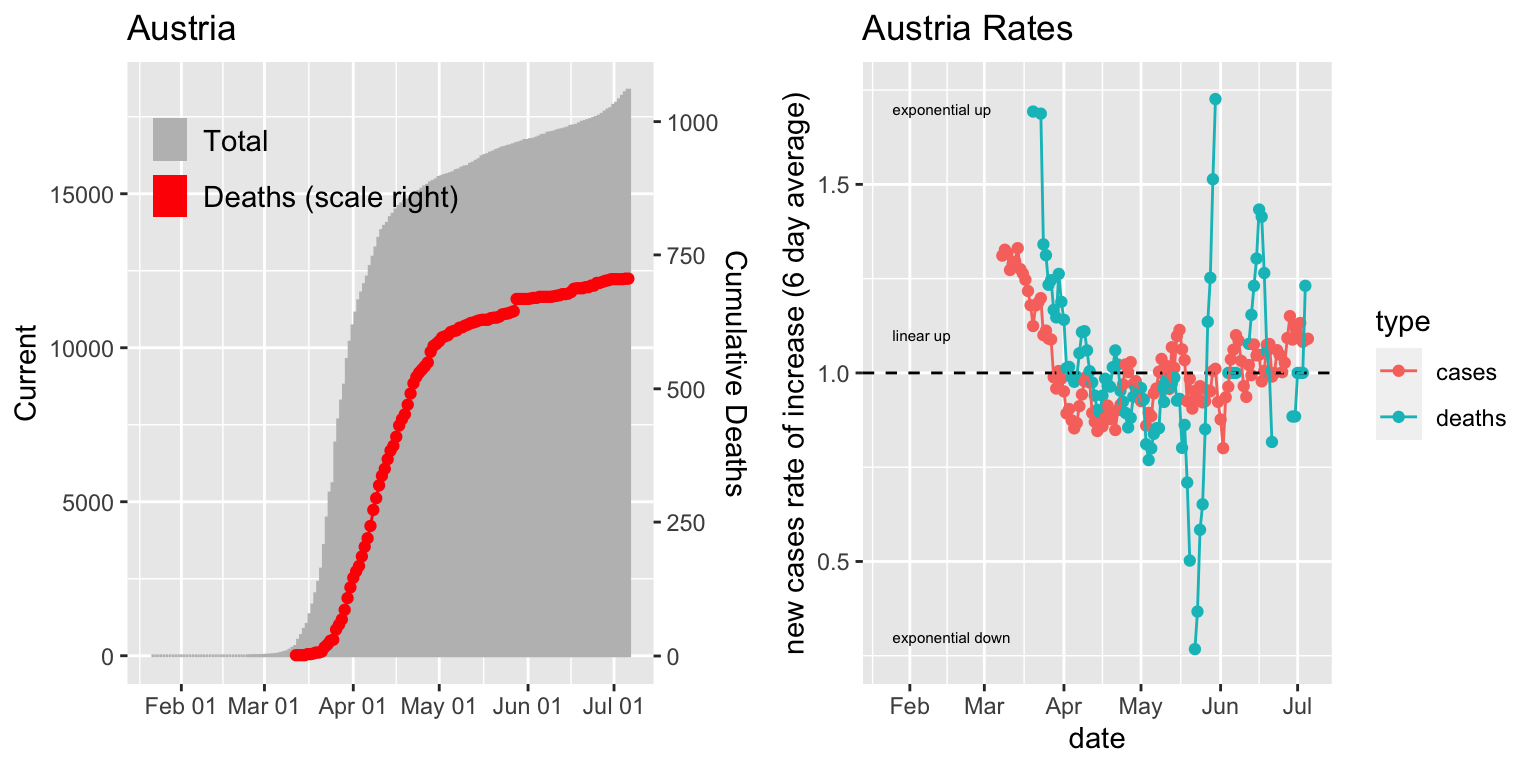 Austria
Total
Deaths (scale right)
Current
15000
10000
5000
0
1000
750
500
250
0
Cumulative Deaths
Feb 01
Mar 01
Apr 01
May 01
Jun 01
Jul 01
Austria Rates
new cases rate of increase (6 day average)
1.5
1.0
0.5
exponential up
linear up
exponential down
Feb
Mar
Apr
May
Jun
Jul
date
type
cases
deaths